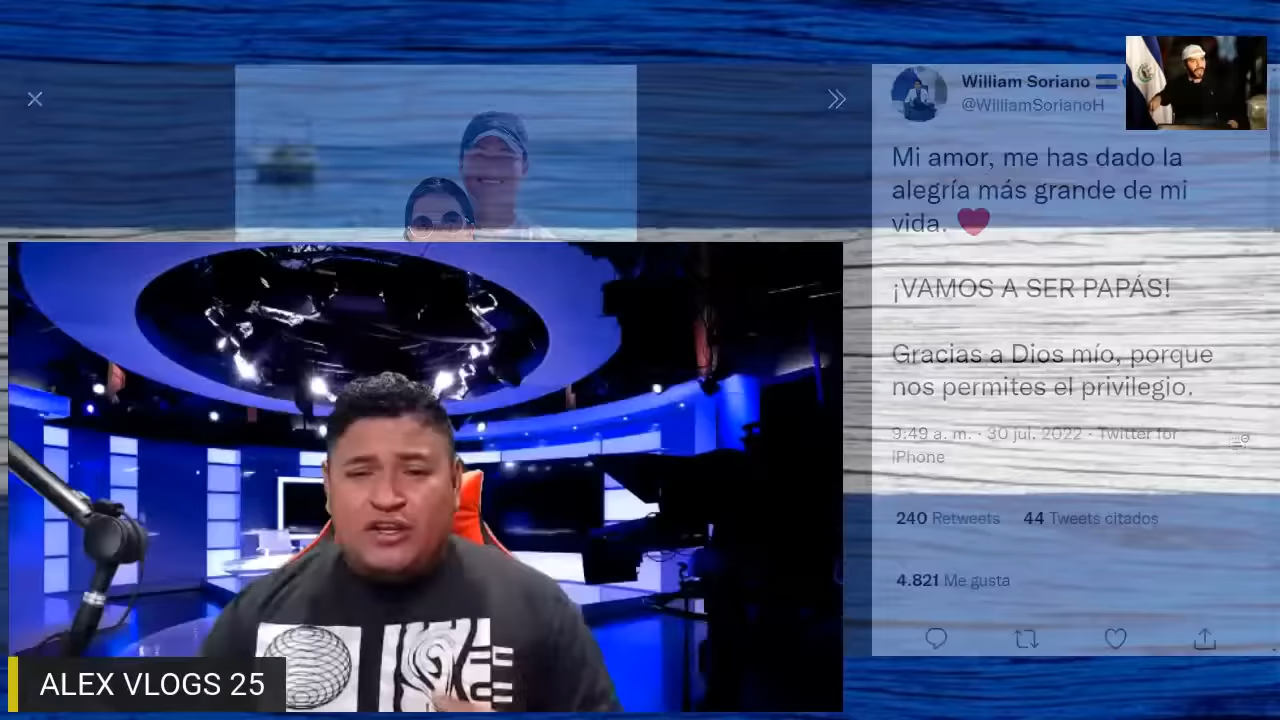 William Soriano
@WilliamSorianoH
Mi amor, me has dado la
alegría más grande de mi
vida. ❤
¡VAMOS A SER PAPÁS!
Gracias a Dios mío, porque
nos permites el privilegio.
9:49 a. m. · 30 jul. 2022 · Twitter for
iPhone
240 Retweets 44 Tweets citados
4.821 Me gusta
ALEX VLOGS 25